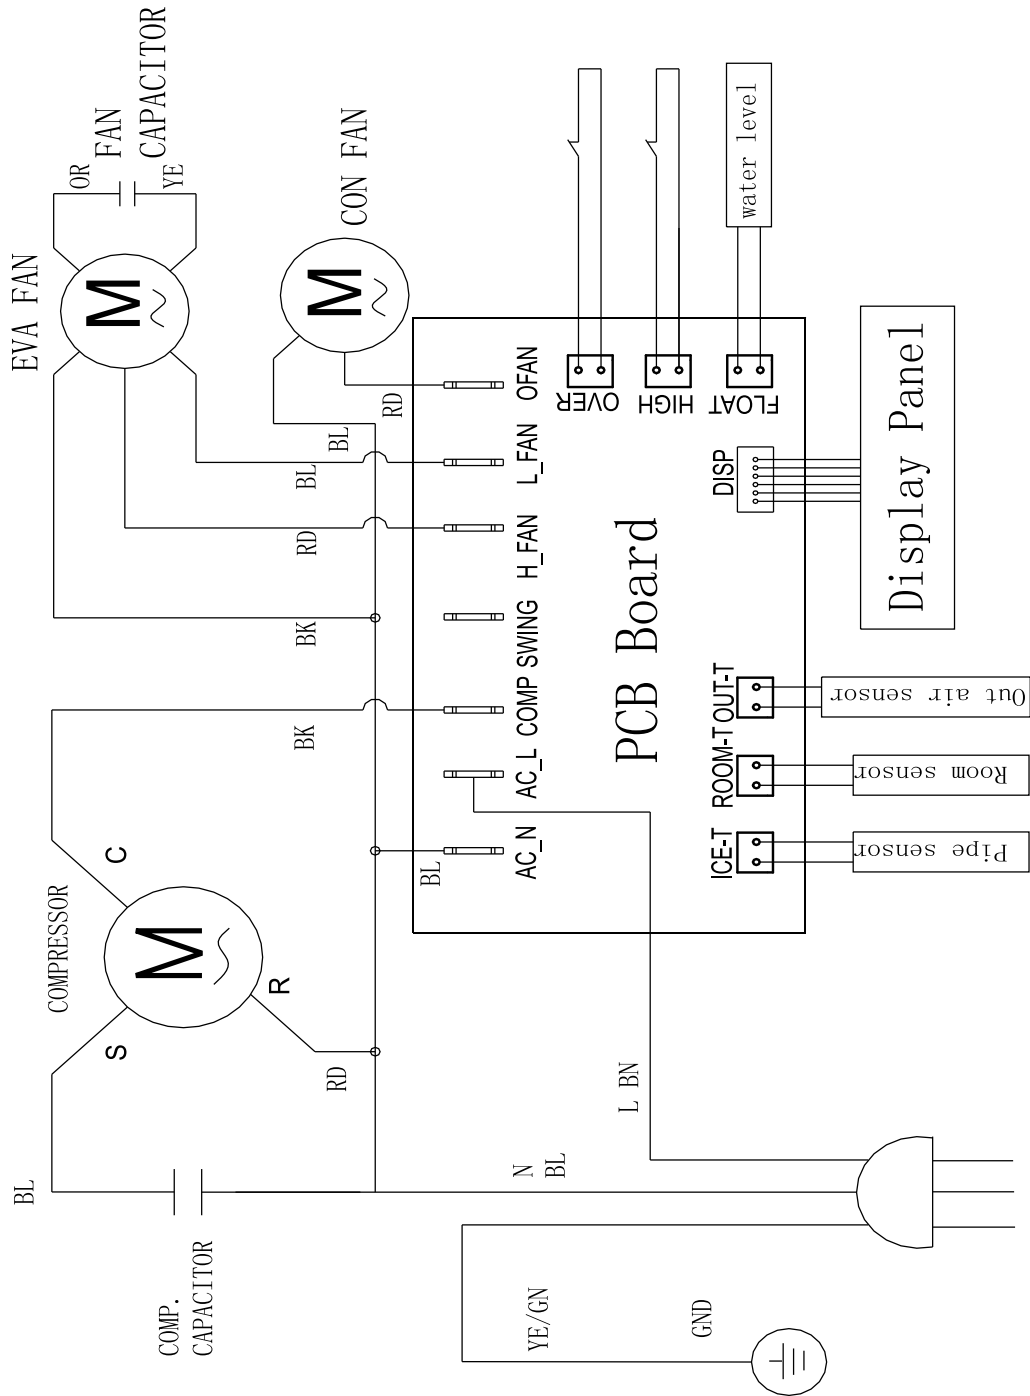 COMP.
CAPACITOR
BL
COMPRESSOR
S
C
R
M
RD
BK
EVA FAN
M
OR
FAN
CAPACITOR
YE
BK
RD
BL
CON FAN
M
BL
RD
BL
AC_N
AC_L
COMP
SWING
H_FAN
L_FAN
OFAN
PCB Board
OVER
HIGH
FLOAT
water level
ICE-T
ROOM-T
OUT-T
DISP
Pipe sensor
Room sensor
Out air sensor
Display Panel
N
BL
L BN
YE/GN
GND